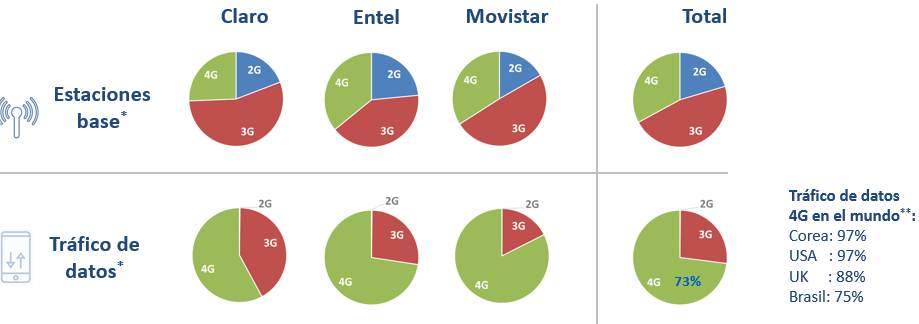 Claro Entel Movistar Total
Estaciones
base*
2G 3G 4G
2G 3G 4G
2G 3G 4G
2G 3G 4G
Tráfico de
datos*
2G 3G 4G
2G 3G 4G
2G 3G 4G
2G 3G 4G 73%
Tráfico de datos
4G en el mundo**:
Corea: 97%
USA : 97%
UK : 88%
Brasil: 75%